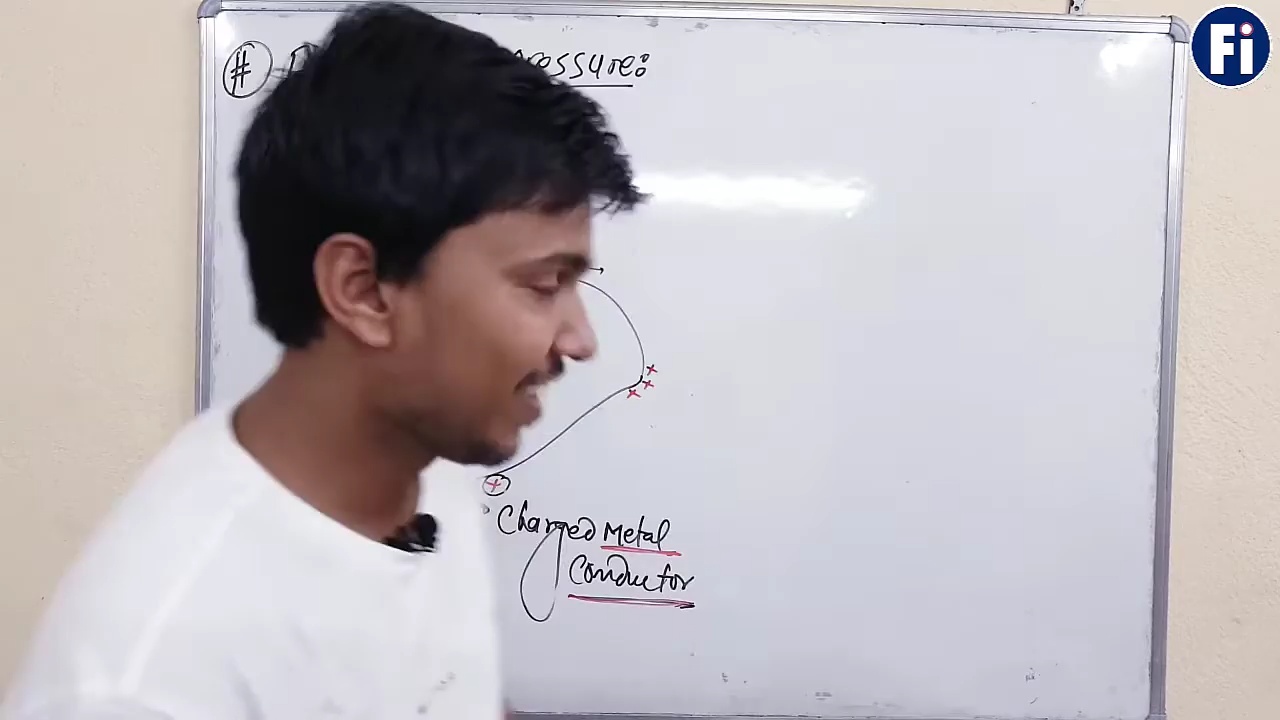 Fi
# ressure:
+
+
+
+
Charged Metal
Conductor